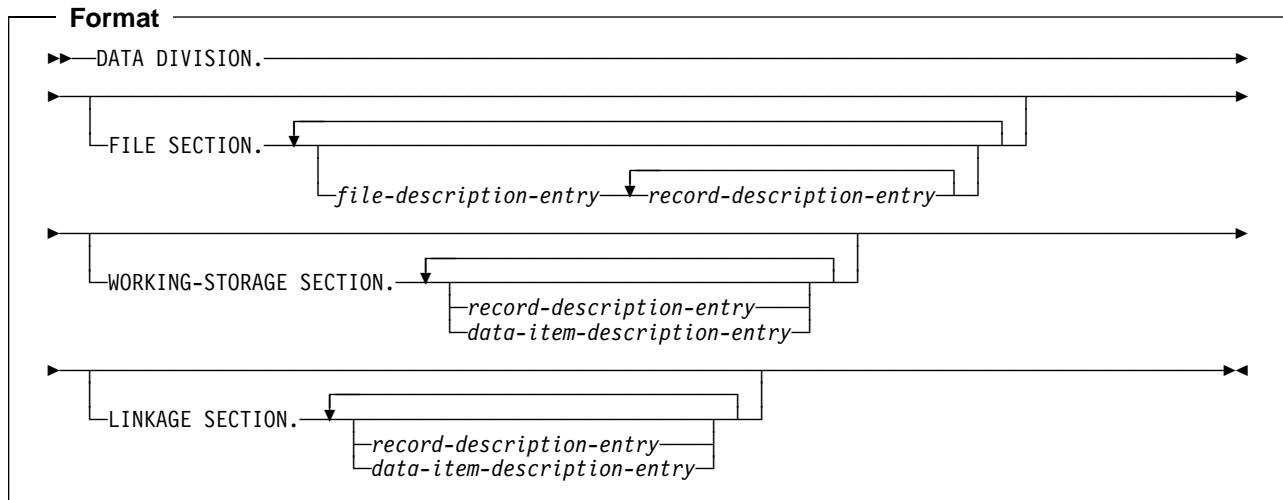 Format
DATA DIVISION.
FILE SECTION.
file-description-entry record-description-entry
WORKING-STORAGE SECTION.
record-description-entry
data-item-description-entry
LINKAGE SECTION.
record-description-entry
data-item-description-entry